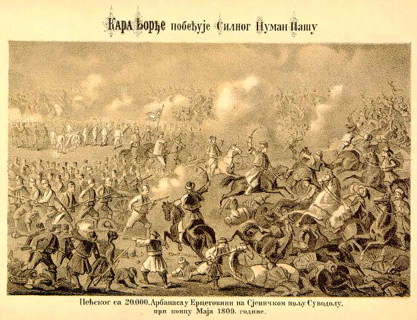 Кара Ђорђе побеђује Силног Нуман Пашу
Пећског са 20.000. Арбанаса у Ерцеговини на Сјеничком пољу Суводолу,
при концу Маја 1809. године.